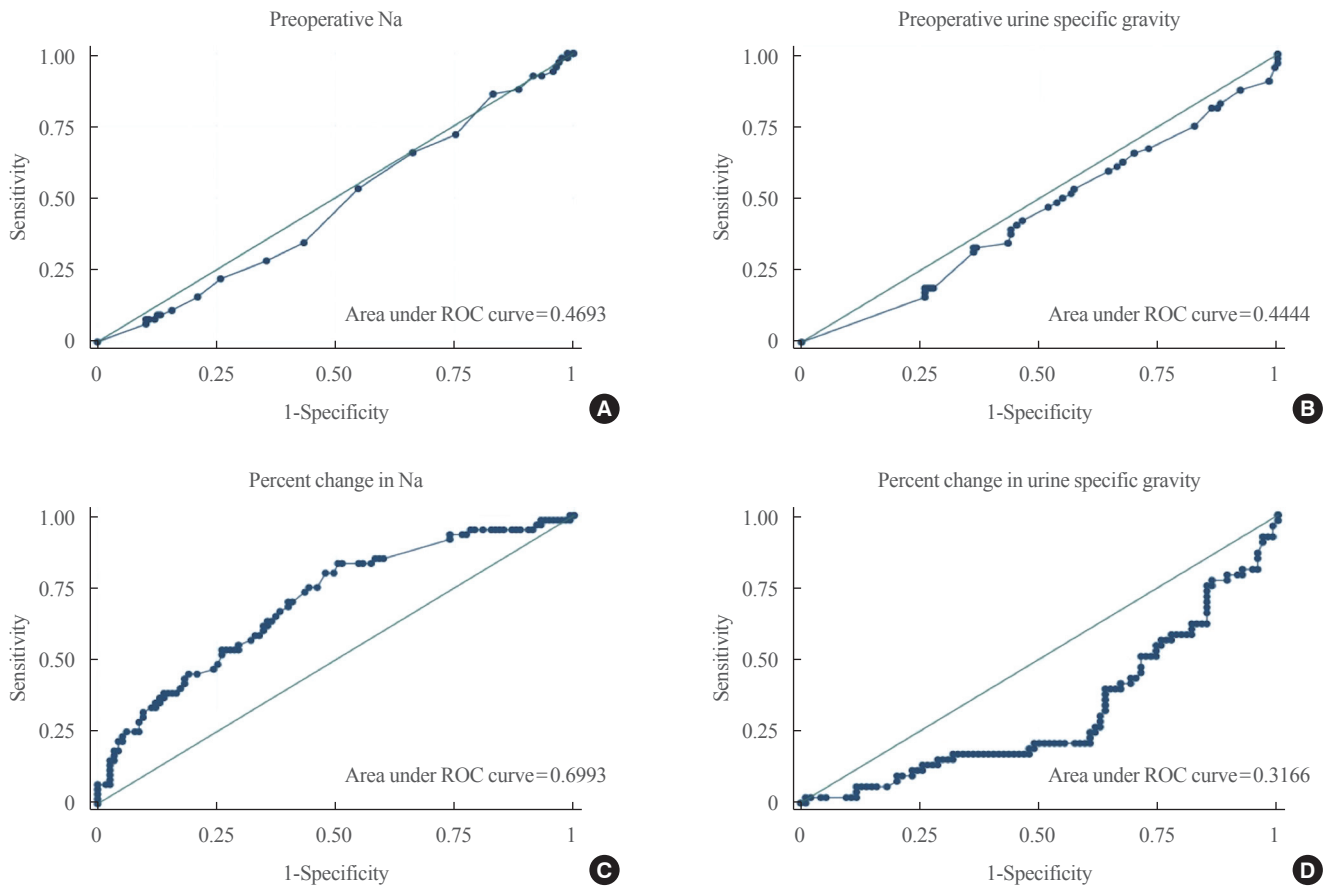 Preoperative Na
1.00
0.75
0.50
0.25
0
Sensitivity
Area under ROC curve=0.4693
0 0.25 0.50 0.75 1
1-Specificity
A
Preoperative urine specific gravity
1.00
0.75
0.50
0.25
0
Sensitivity
Area under ROC curve=0.4444
0 0.25 0.50 0.75 1
1-Specificity
B
Percent change in Na
1.00
0.75
0.50
0.25
0
Sensitivity
Area under ROC curve=0.6993
0 0.25 0.50 0.75 1
1-Specificity
C
Percent change in urine specific gravity
1.00
0.75
0.50
0.25
0
Sensitivity
Area under ROC curve=0.3166
0 0.25 0.50 0.75 1
1-Specificity
D